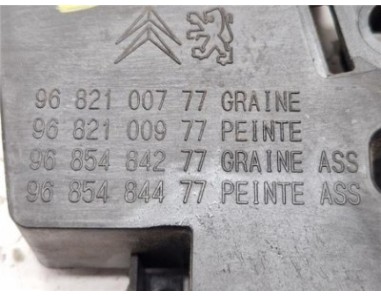 96 821 007 77 GRAINE
96 821 009 77 PEINTE
96 854 842 77 GRAINE ASS
96 854 844 77 PEINTE ASS